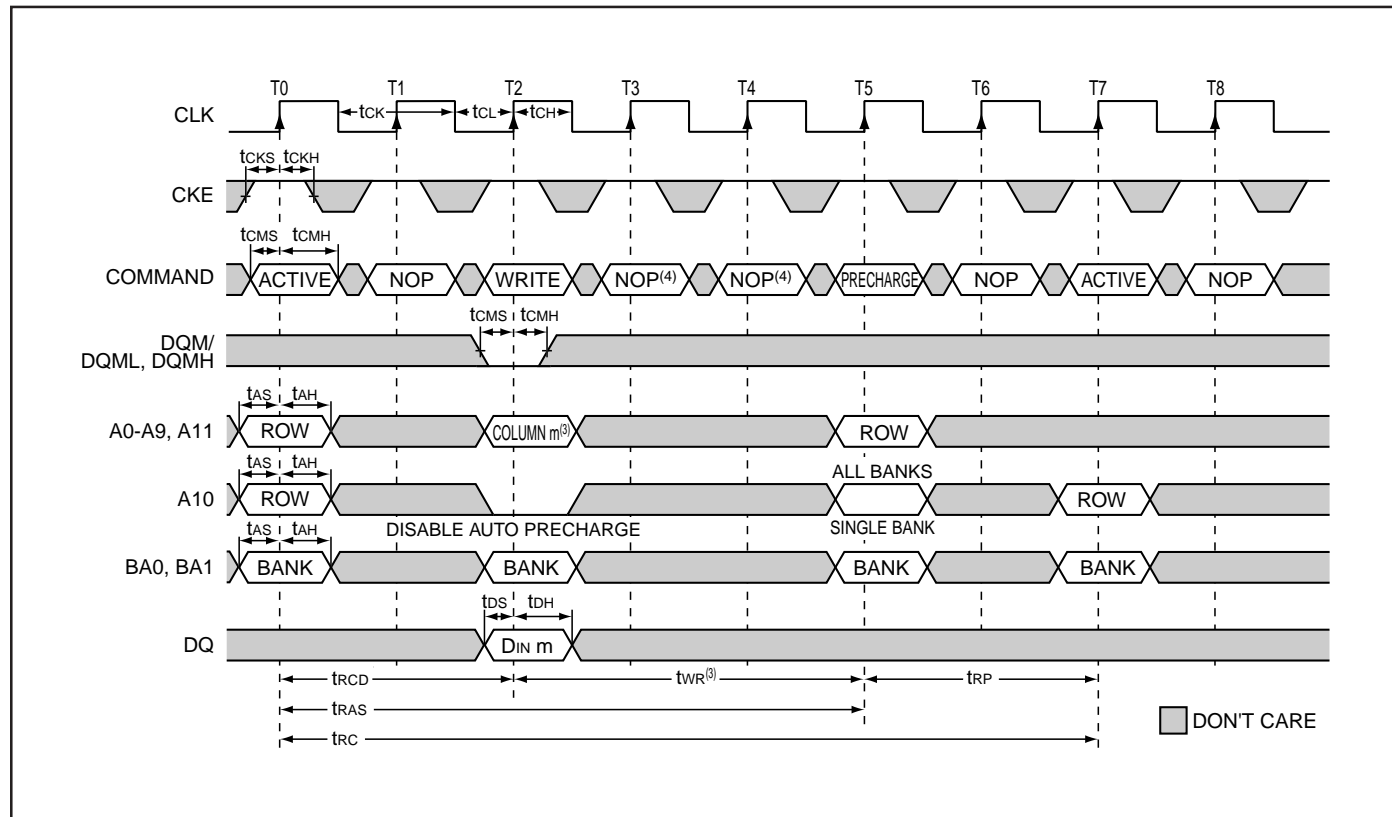 T0 T1 T2 T3 T4 T5 T6 T7 T8
CLK tCK tCL tCH
tCKS tCKH
CKE
tCMS tCMH
COMMAND ACTIVE NOP WRITE NOP(4) NOP(4) PRECHARGE NOP ACTIVE NOP
tCMS tCMH
DQM/
DQML, DQMH
tAS tAH
A0-A9, A11 ROW COLUMN m(3) ROW
tAS tAH ALL BANKS
A10 ROW ROW
DISABLE AUTO PRECHARGE SINGLE BANK
tAS tAH
BA0, BA1 BANK BANK BANK BANK
tDS tDH
DQ DIN m
tRCD tWR(3) tRP
tRAS
tRC
DON'T CARE